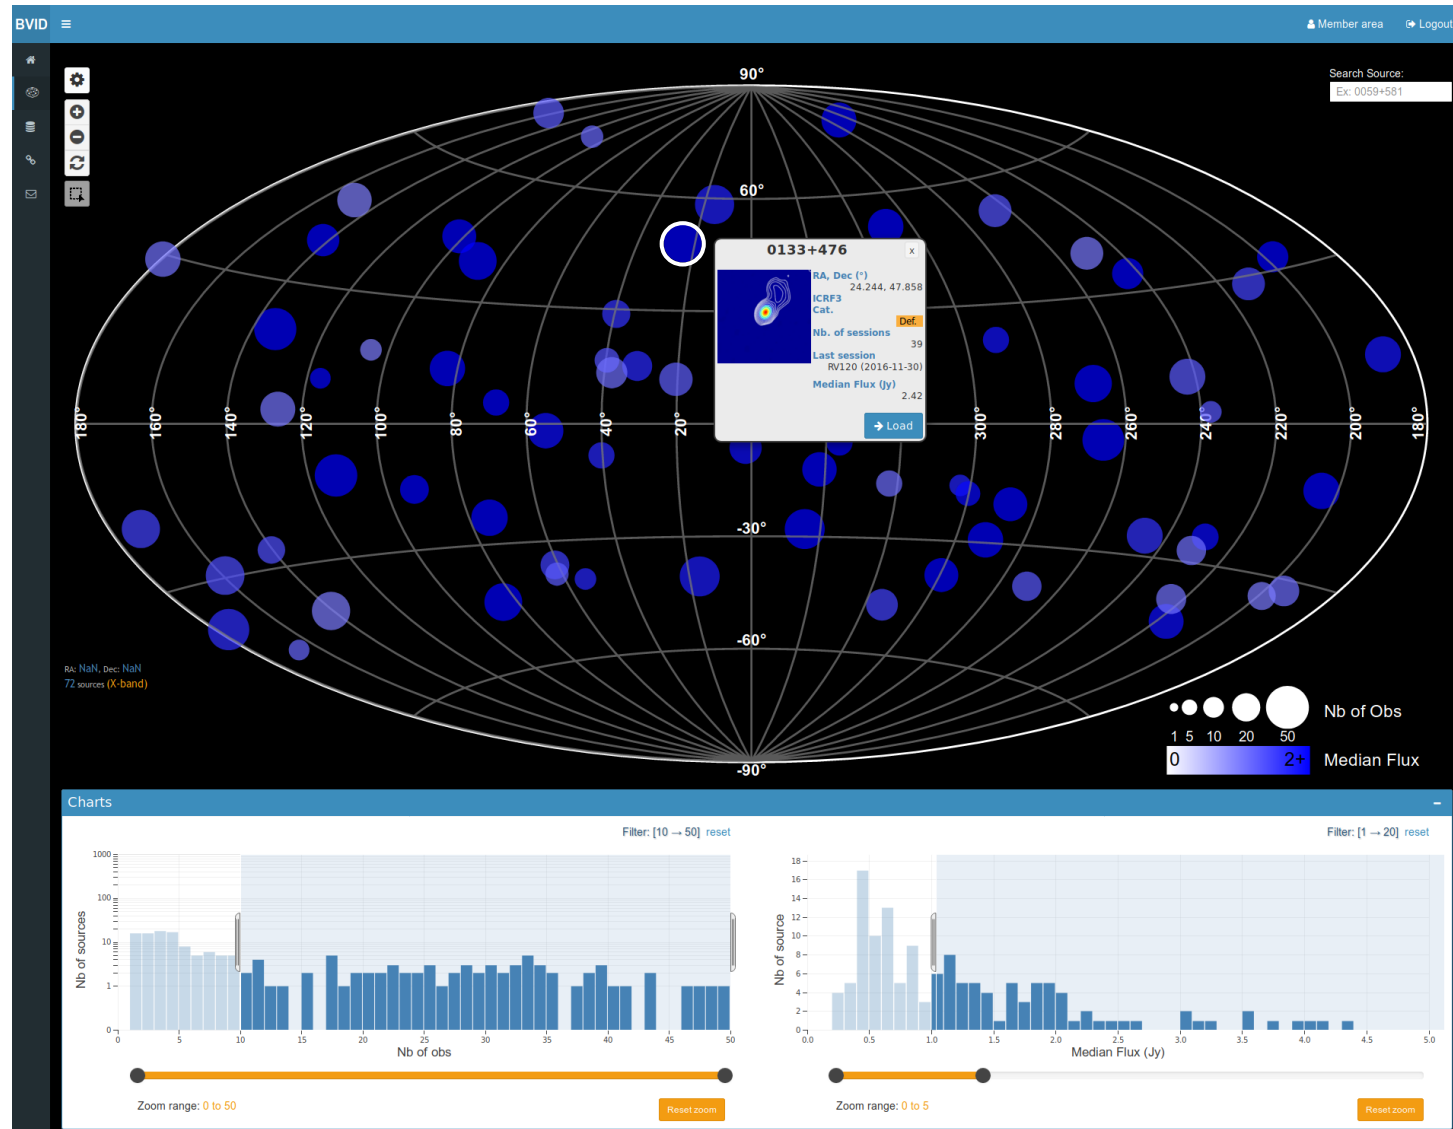 BVID
Member area
Logout
Search Source:
Ex: 0059+581
90°
60°
0133+476
x
RA, Dec (°)
24.244, 47.858
ICRF3
Cat.
Def.
Nb. of sessions
39
Last session
RV120 (2016-11-30)
Median Flux (Jy)
2.42
Load
180° 160° 140° 120° 100° 80° 60° 40° 20° 300° 280° 260° 240° 220° 200° 180°
-30°
-60°
-90°
RA: NaN, Dec: NaN
72 sources (X-band)
Nb of Obs
1 5 10 20 50
0 2+ Median Flux
Charts
Filter: [10 → 50] reset
1000
100
10
1
0
Nb of sources
0 5 10 15 20 25 30 35 40 45 50
Nb of obs
Zoom range: 0 to 50
Reset zoom
Filter: [1 → 20] reset
18
16
14
12
10
8
6
4
2
0
Nb of source
0.0 0.5 1.0 1.5 2.0 2.5 3.0 3.5 4.0 4.5 5.0
Median Flux (Jy)
Zoom range: 0 to 5
Reset zoom